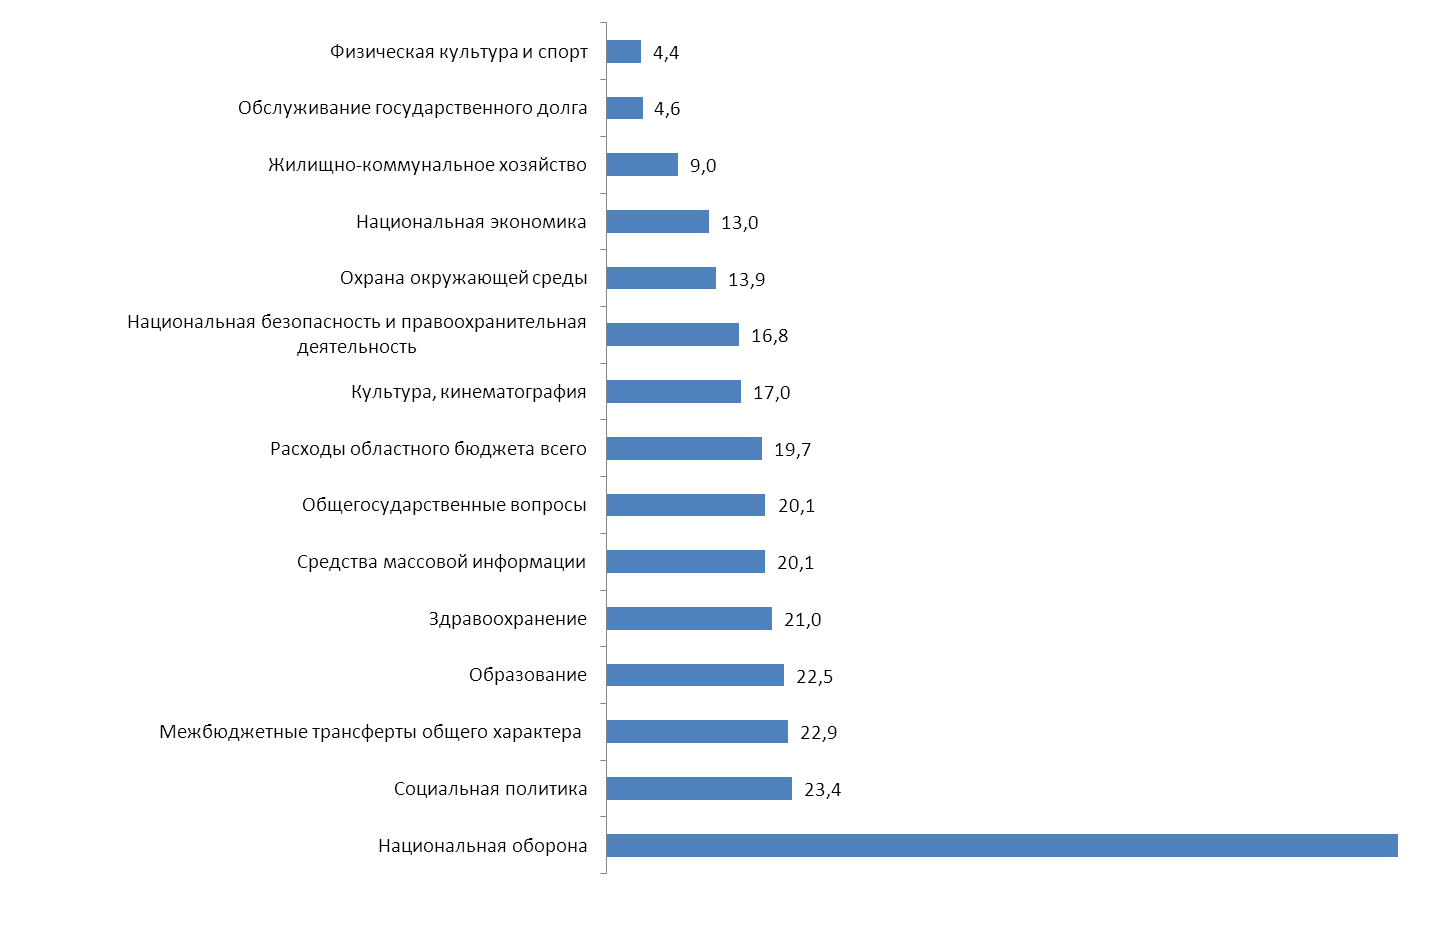 Физическая культура и спорт 4,4
Обслуживание государственного долга 4,6
Жилищно-коммунальное хозяйство 9,0
Национальная экономика 13,0
Охрана окружающей среды 13,9
Национальная безопасность и правоохранительная
деятельность 16,8
Культура, кинематография 17,0
Расходы областного бюджета всего 19,7
Общегосударственные вопросы 20,1
Средства массовой информации 20,1
Здравоохранение 21,0
Образование 22,5
Межбюджетные трансферты общего характера 22,9
Социальная политика 23,4
Национальная оборона